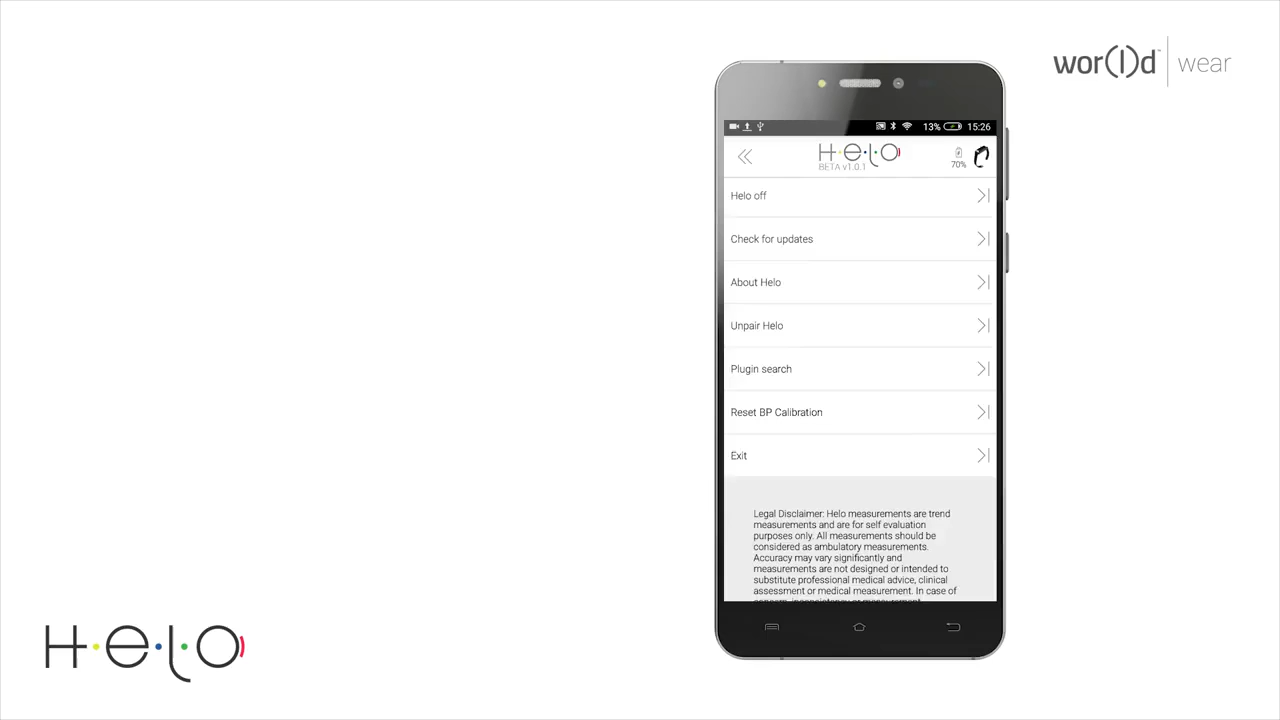 wor(l)d™ wear
13% 15:26
Helo
BETA v1.0.1
70%
Helo off
Check for updates
About Helo
Unpair Helo
Plugin search
Reset BP Calibration
Exit
Legal Disclaimer: Helo measurements are trend
measurements and are for self evaluation
purposes only. All measurements should be
considered as ambulatory measurements.
Accuracy may vary significantly and
measurements are not designed or intended to
substitute professional medical advice, clinical
assessment or medical measurement. In case of
Helo